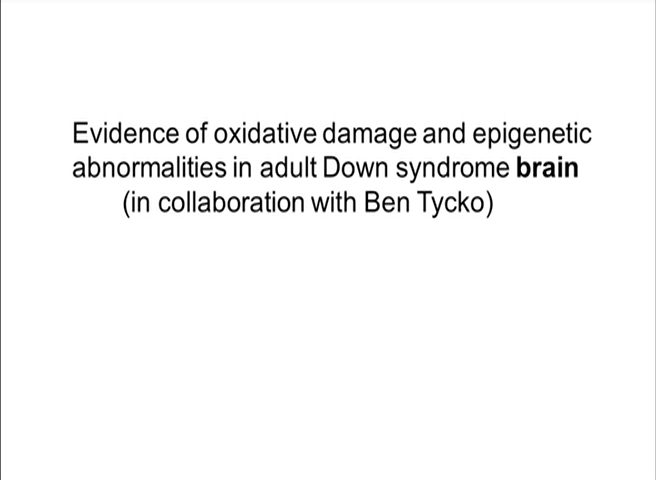 Evidence of oxidative damage and epigenetic
abnormalities in adult Down syndrome brain
(in collaboration with Ben Tycko)